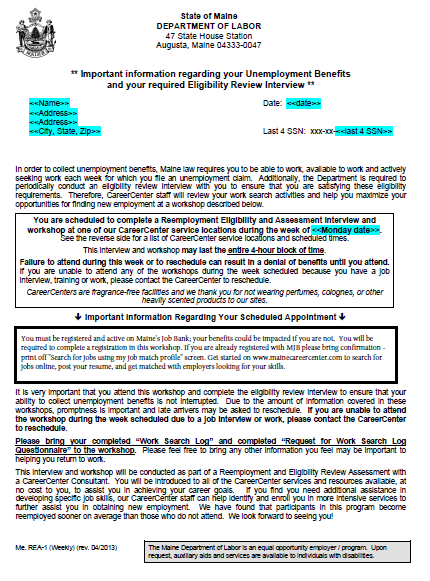 State of Maine
DEPARTMENT OF LABOR
47 State House Station
Augusta, Maine 04333-0047
** Important information regarding your Unemployment Benefits
and your required Eligibility Review Interview **
<<Name>>
Date: <<date>>
<<Address>>
<<Address>>
<<City, State, Zip>>
Last 4 SSN: xxx-xx-<<last 4 SSN>>
In order to collect unemployment benefits, Maine law requires you to be able to work, available to work and actively
seeking work each week for which you file an unemployment claim. Additionally, the Department is required to
periodically conduct an eligibility review interview with you to ensure that you are satisfying these eligibility
requirements. Therefore, CareerCenter staff will review your work search activities and help you maximize your
opportunities for finding new employment at a workshop described below.
You are scheduled to complete a Reemployment Eligibility and Assessment Interview and
workshop at one of our CareerCenter service locations during the week of <<Monday date>>.
See the reverse side for a list of CareerCenter service locations and scheduled times.
This interview and workshop may last the entire 4-hour block of time.
Failure to attend during this week or to reschedule can result in a denial of benefits until you attend.
If you are unable to attend any of the workshops during the week scheduled because you have a job
interview, training or work, please contact the CareerCenter to reschedule.
CareerCenters are fragrance-free facilities and we thank you for not wearing perfumes, colognes, or other
heavily scented products to our sites.
🡇 Important Information Regarding Your Scheduled Appointment 🡇
You must be registered and active on Maine's Job Bank; your benefits could be impacted if you are not. You will be
required to complete a registration in this workshop. If you are already registered with MJB please bring confirmation -
print off "Search for Jobs using my job match profile" screen. Get started on www.mainecareercenter.com to search for
jobs online, post your resume, and get matched with employers looking for your skills.
It is very important that you attend this workshop and complete the eligibility review interview to ensure that your
ability to collect unemployment benefits is not interrupted. Due to the amount of information covered in these
workshops, promptness is important and late arrivals may be asked to reschedule. If you are unable to attend
the workshop during the week scheduled due to a job interview or work, please contact the CareerCenter
to reschedule.
Please bring your completed "Work Search Log" and completed "Request for Work Search Log
Questionnaire" to the workshop. Please feel free to bring any other information you feel may be important to
helping you return to work.
This interview and workshop will be conducted as part of a Reemployment and Eligibility Review Assessment with
a CareerCenter Consultant. You will be introduced to all of the CareerCenter services and resources available, at
no cost to you, to assist you in achieving your career goals. If you find you need additional assistance in
developing specific job skills, our CareerCenter staff can help identify and enroll you in more intensive services to
further assist you in obtaining new employment. We have found that participants in this program become
reemployed sooner on average than those who do not attend. We look forward to seeing you!
Me. REA-1 (Weekly) (rev. 04/2013)
The Maine Department of Labor is an equal opportunity employer / program. Upon
request, auxiliary aids and services are available to individuals with disabilities.